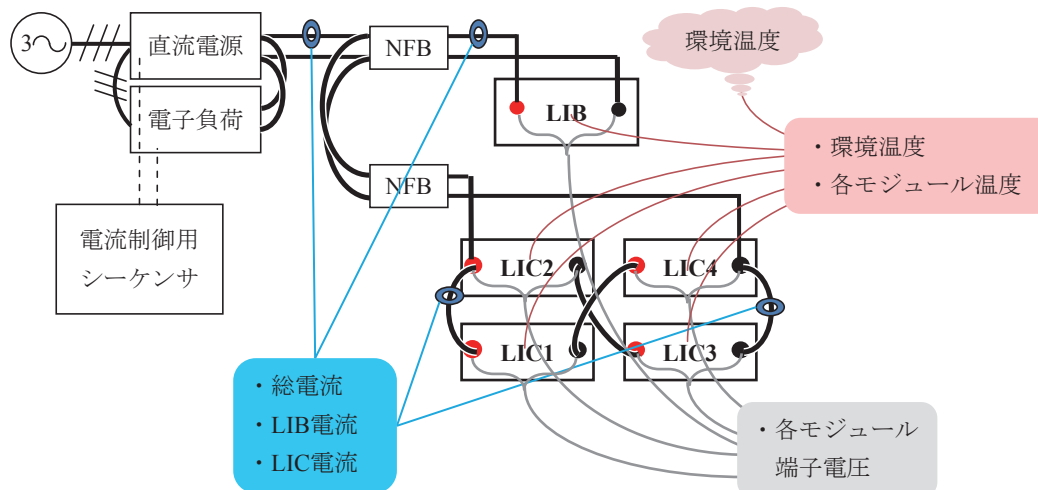 3
直流電源
NFB
環境温度
電子負荷
LIB
・環境温度
・各モジュール温度
NFB
電流制御用
シーケンサ
LIC2
LIC4
LIC1
LIC3
・総電流
・LIB電流
・LIC電流
・各モジュール
端子電圧